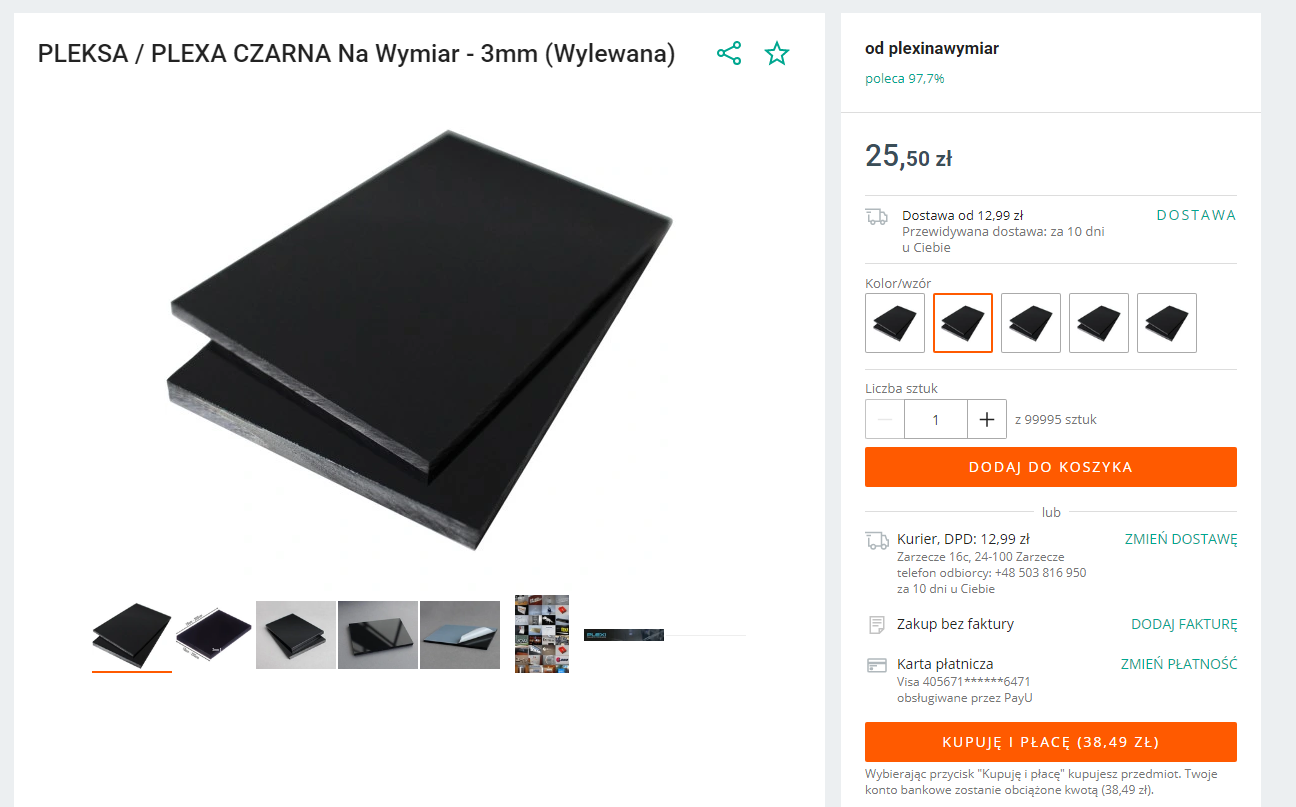 PLEKSA / PLEXA CZARNA Na Wymiar - 3mm (Wylewana)
od plexinawymiar
poleca 97,7%
25,50 zł
Dostawa od 12,99 zł
DOSTAWA
Przewidywana dostawa: za 10 dni
u Ciebie
Kolor/wzór
Liczba sztuk
1
z 99995 sztuk
DODAJ DO KOSZYKA
lub
Kurier, DPD: 12,99 zł
ZMIEŃ DOSTAWĘ
Zarzecze 16c, 24-100 Zarzecze
telefon odbiorcy: +48 503 816 950
za 10 dni u Ciebie
Zakup bez faktury
DODAJ FAKTURĘ
Karta płatnicza
ZMIEŃ PŁATNOŚĆ
Visa 405671******6471
obsługiwane przez PayU
KUPUJĘ I PŁACĘ (38,49 ZŁ)
Wybierając przycisk "Kupuję i płacę" kupujesz przedmiot. Twoje
konto bankowe zostanie obciążone kwotą (38,49 zł).